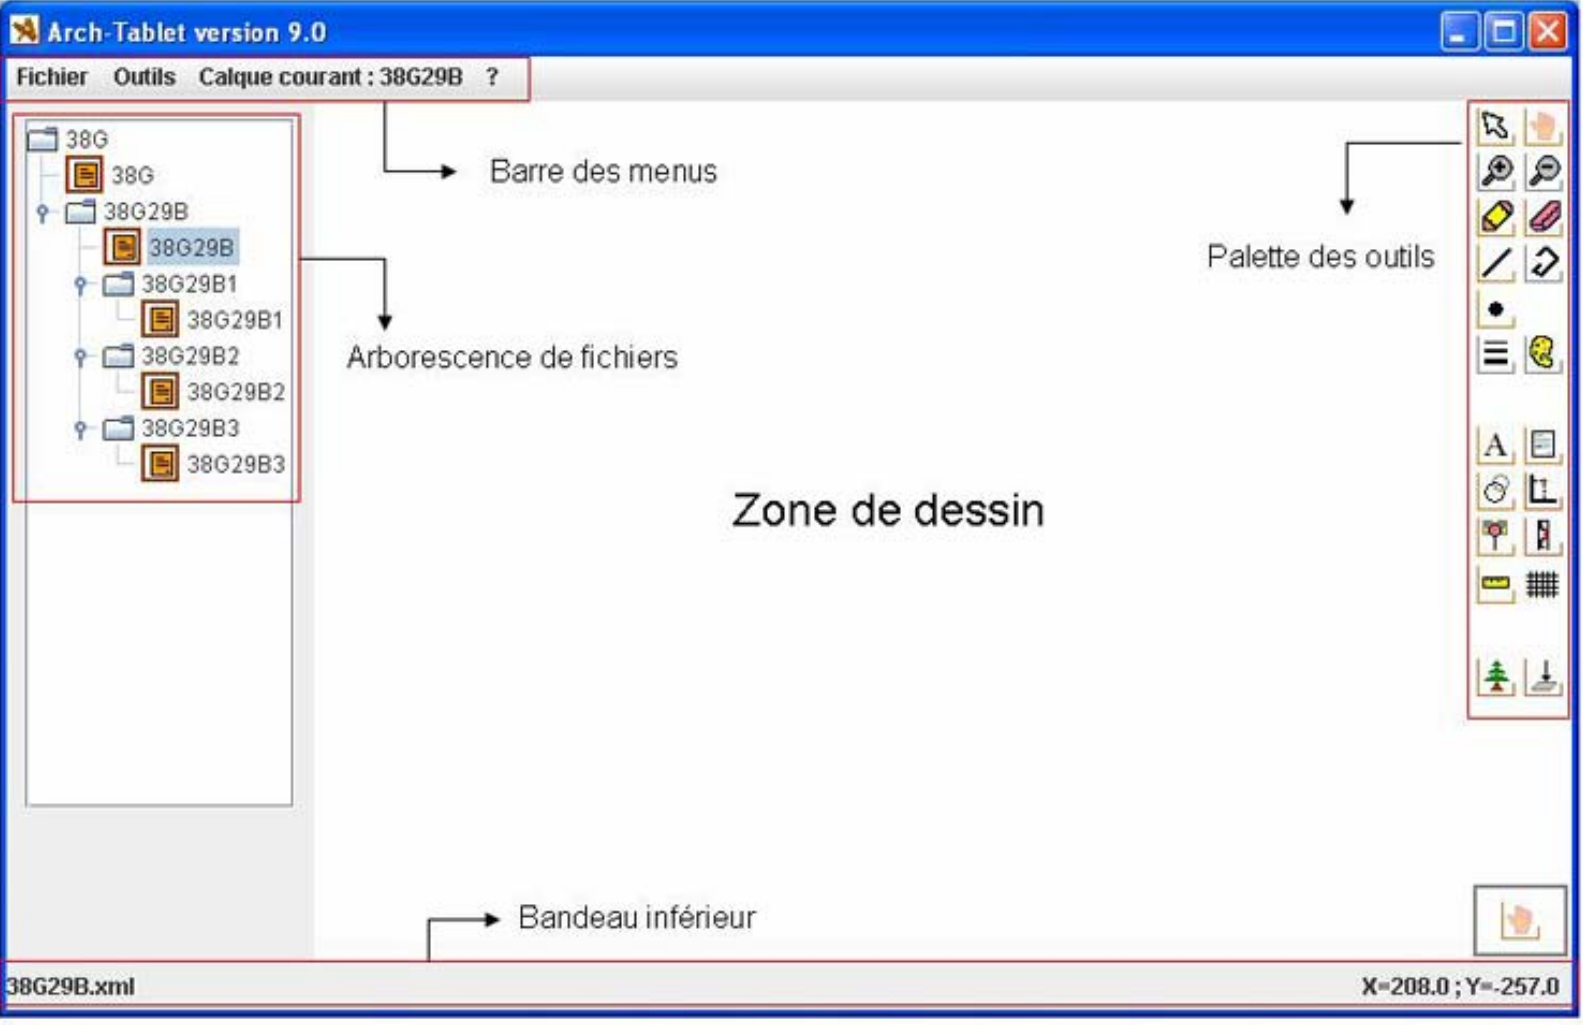 Arch-Tablet version 9.0
Fichier Outils Calque courant : 38G29B ?
38G
38G
38G29B
38G29B
38G29B1
38G29B1
38G29B2
38G29B2
38G29B3
38G29B3
Barre des menus
Palette des outils
Arborescence de fichiers
Zone de dessin
A
Bandeau inférieur
38G29B.xml
X=208.0 ; Y=-257.0